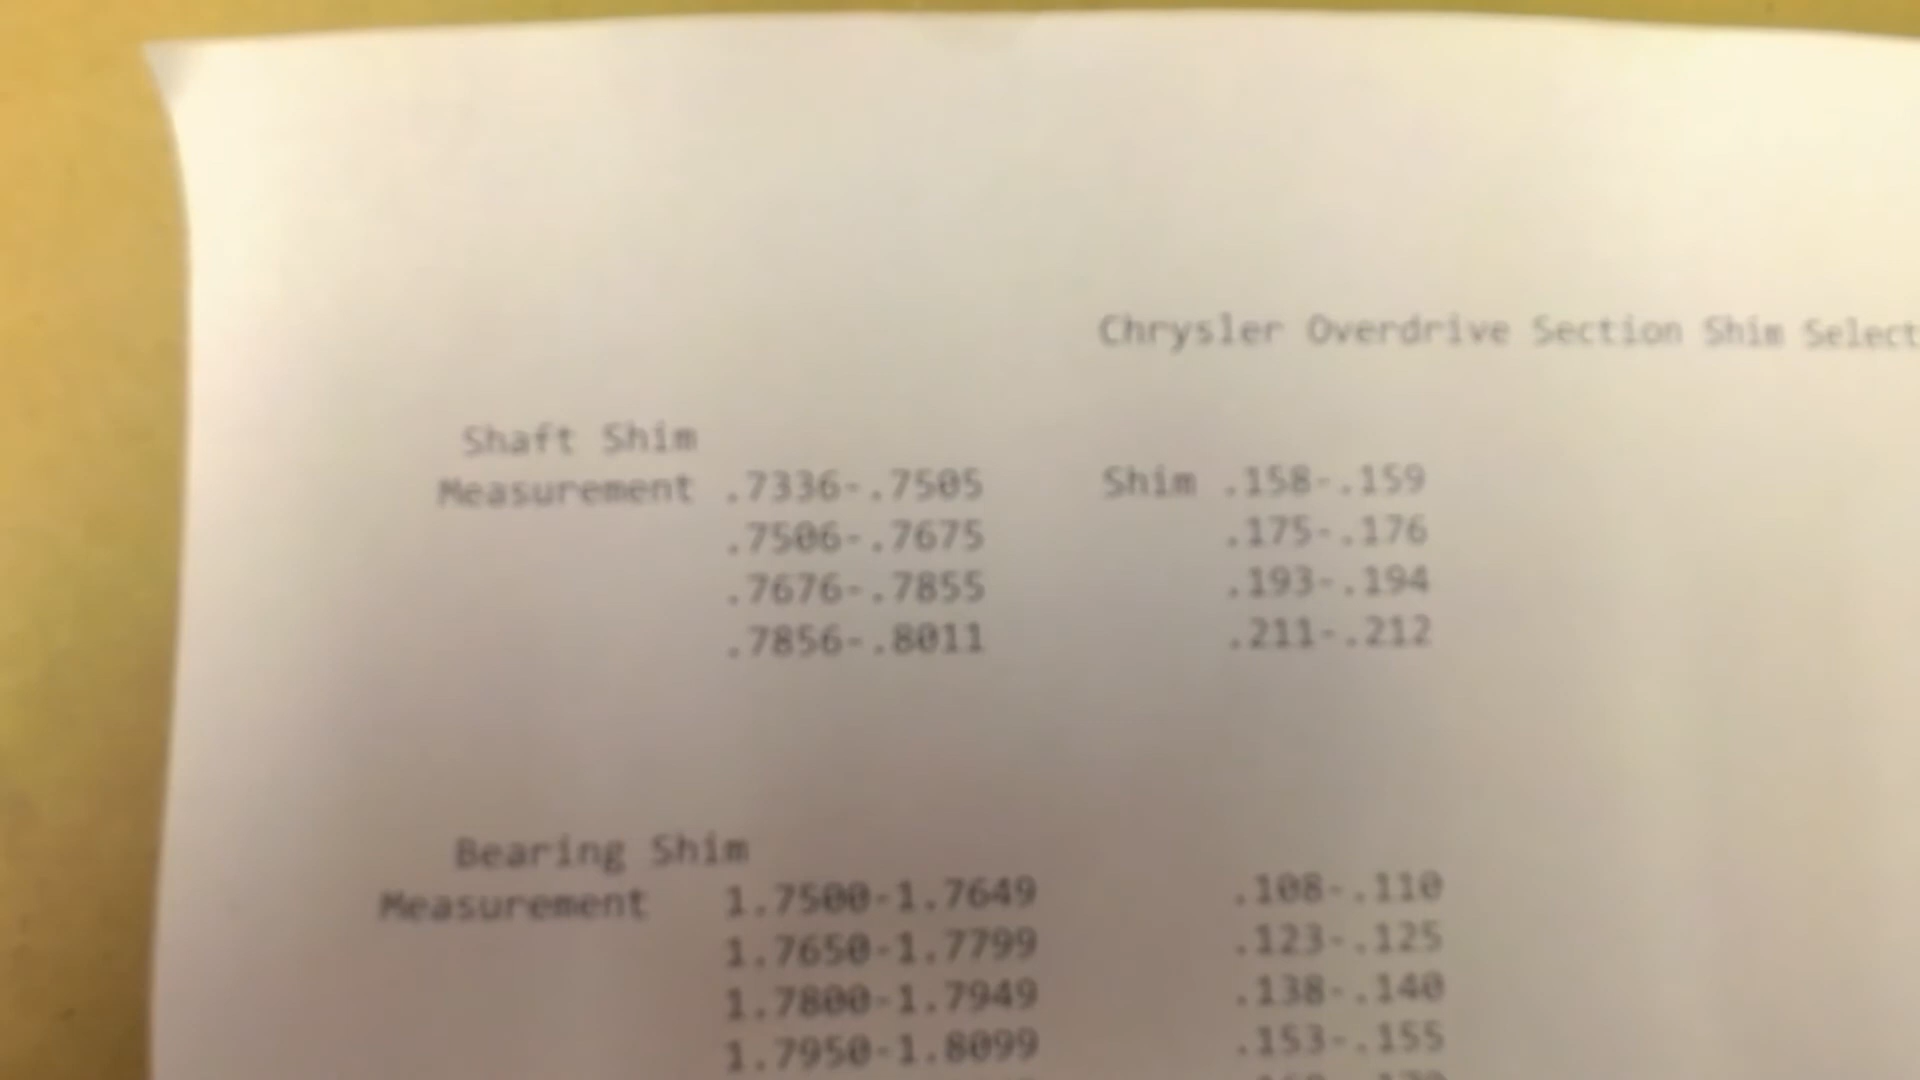 Chrysler Overdrive Section Shim Select
Shaft Shim
Measurement .7336-.7505 Shim .158-.159
.7506-.7675 .175-.176
.7676-.7855 .193-.194
.7856-.8011 .211-.212
Bearing Shim
Measurement 1.7500-1.7649 .108-.110
1.7650-1.7799 .123-.125
1.7800-1.7949 .138-.140
1.7950-1.8099 .153-.155